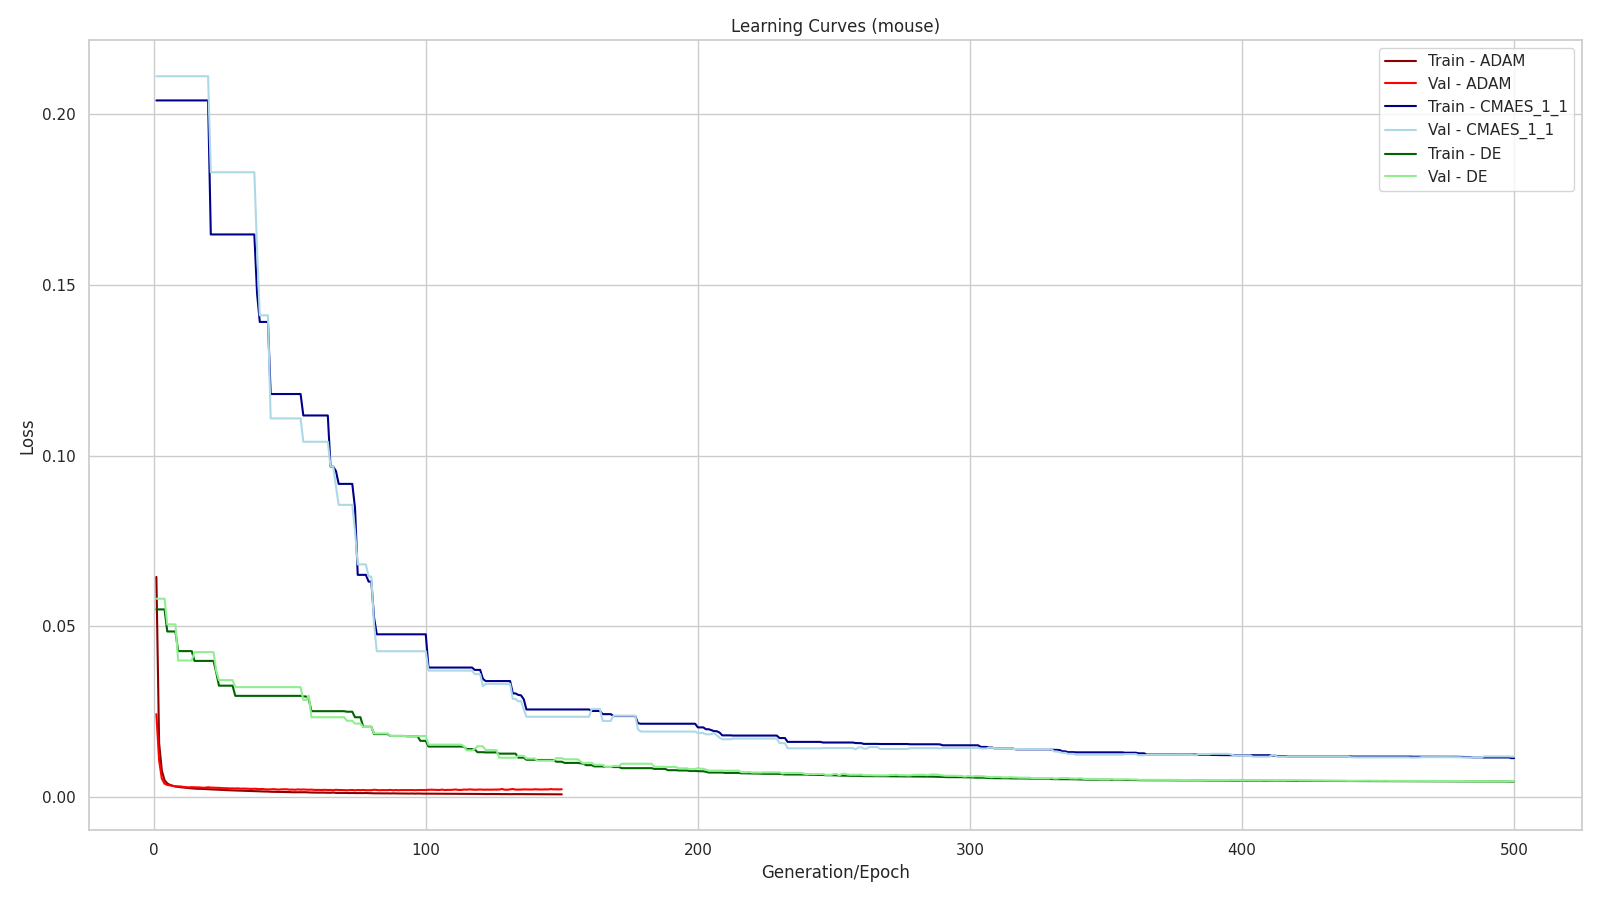 Learning Curves (mouse)
Train - ADAM
Val - ADAM
Train - CMAES_1_1
Val - CMAES_1_1
Train - DE
Val - DE
0.20
0.15
0.10
0.05
0.00
Loss
0 100 200 300 400 500
Generation/Epoch